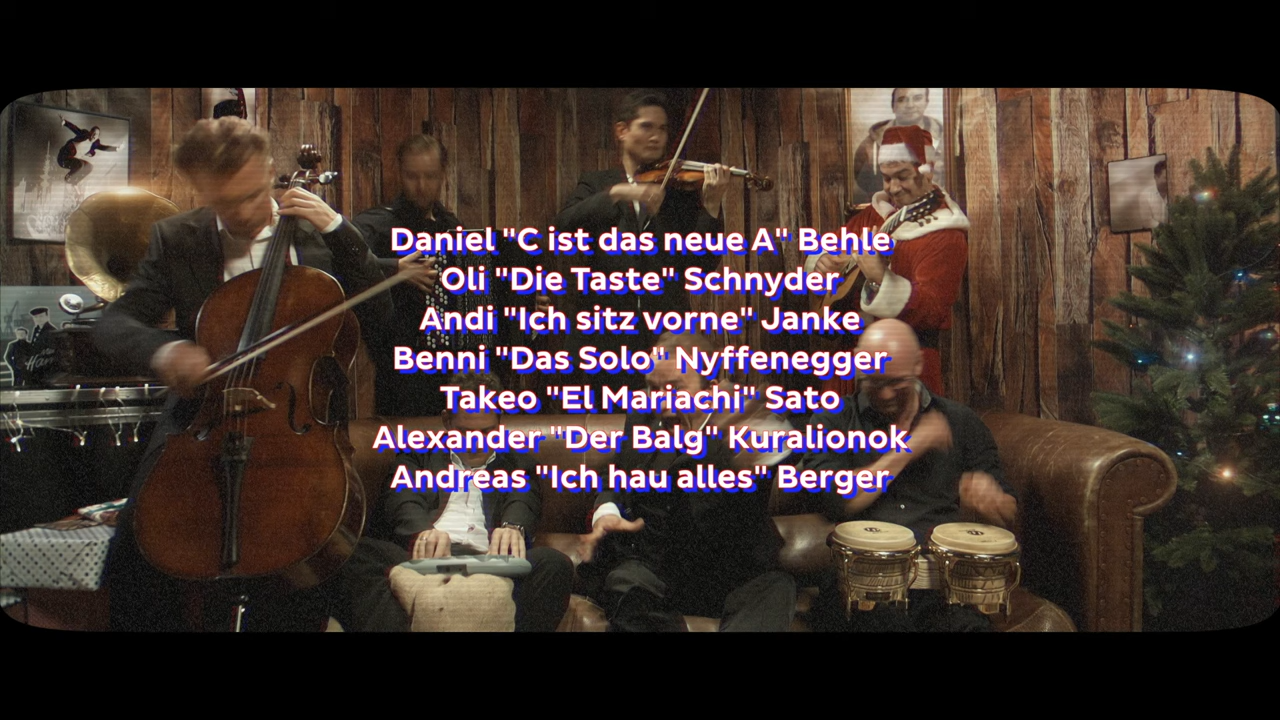 Daniel "C ist das neue A" Behle
Oli "Die Taste" Schnyder
Andi "Ich sitz vorne" Janke
Benni "Das Solo" Nyffenegger
Takeo "El Mariachi" Sato
Alexander "Der Balg" Kuralionok
Andreas "Ich hau alles" Berger